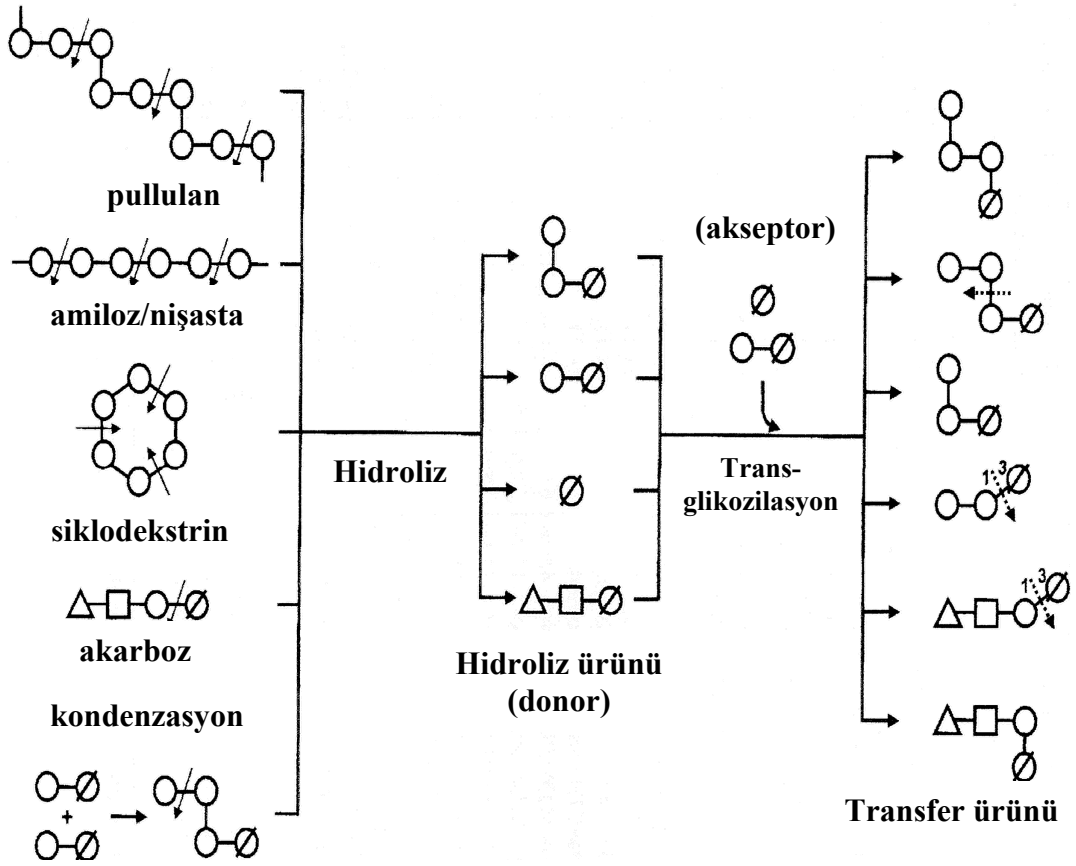 pullulan
amiloz/nişasta
siklodekstrin
akarboz
kondenzasyon
+
Hidroliz
Hidroliz ürünü
(donor)
(akseptor)
Trans-
glikozilasyon
1 3
1 3
Transfer ürünü